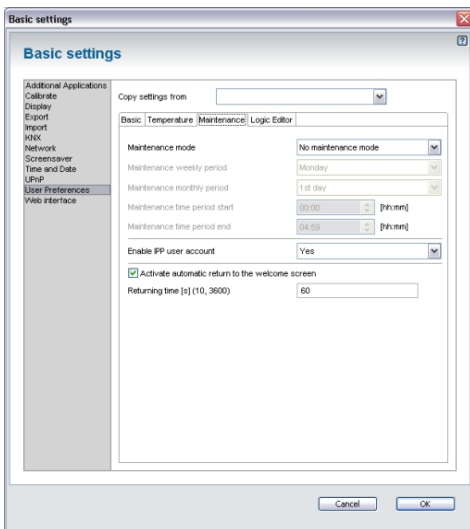 Basic settings
?
Basic settings
Additional Applications
Calibrate
Display
Export
Import
KNX
Network
Screensaver
Time and Date
UPnP
User Preferences
Web interface
Copy settings from
Basic Temperature Maintenance Logic Editor
Maintenance mode No maintenance mode
Maintenance weekly period Monday
Maintenance monthly period 1st day
Maintenance time period start 00:00 [hh:mm]
Maintenance time period end 04:59 [hh:mm]
Enable IPP user account Yes
Activate automatic return to the welcome screen
Returning time [s] (10, 3600) 60
Cancel OK